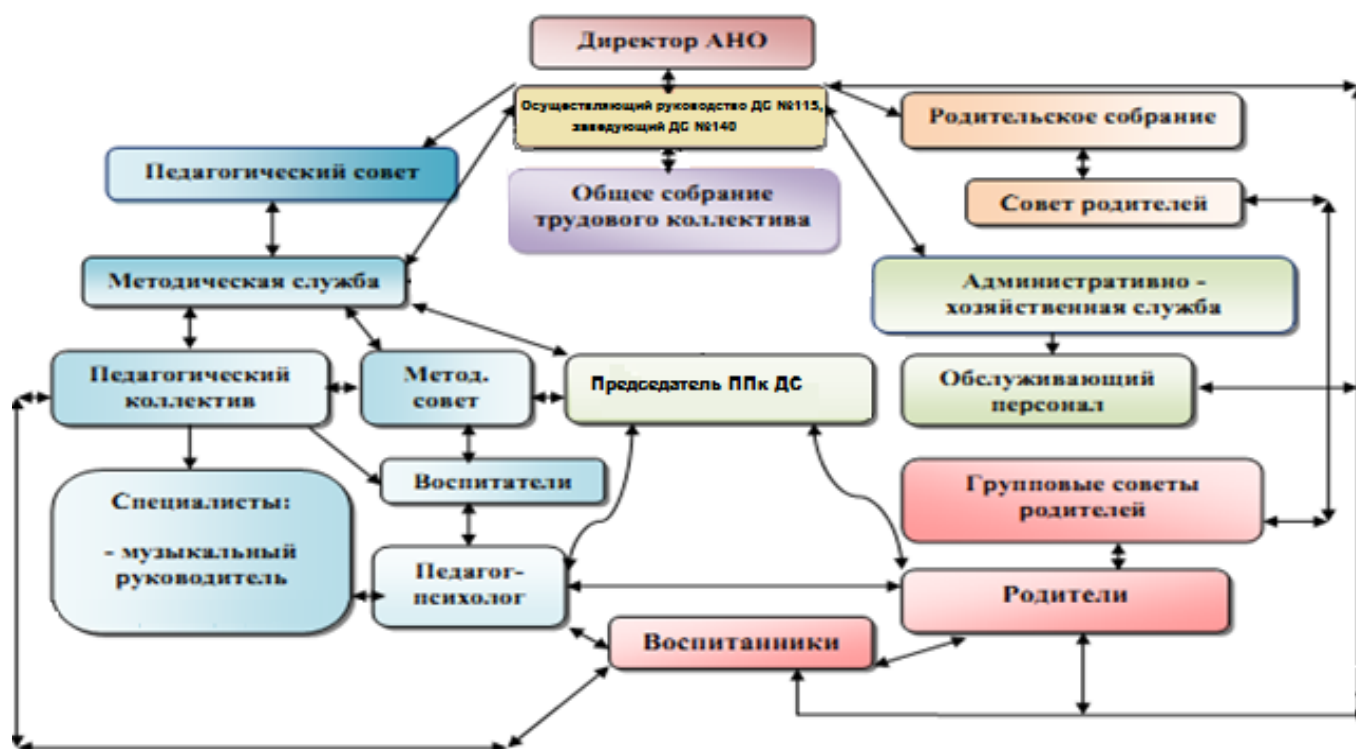 Директор АНО
Осуществляющий руководство ДС №115,
заведующий ДС №140
Родительское собрание
Педагогический совет
Общее собрание
трудового коллектива
Совет родителей
Методическая служба
Административно -
хозяйственная служба
Педагогический
коллектив
Метод.
совет
Председатель ППк ДС
Обслуживающий
персонал
Воспитатели
Групповые советы
родителей
Специалисты:
- музыкальный
руководитель
Педагог-
психолог
Родители
Воспитанники